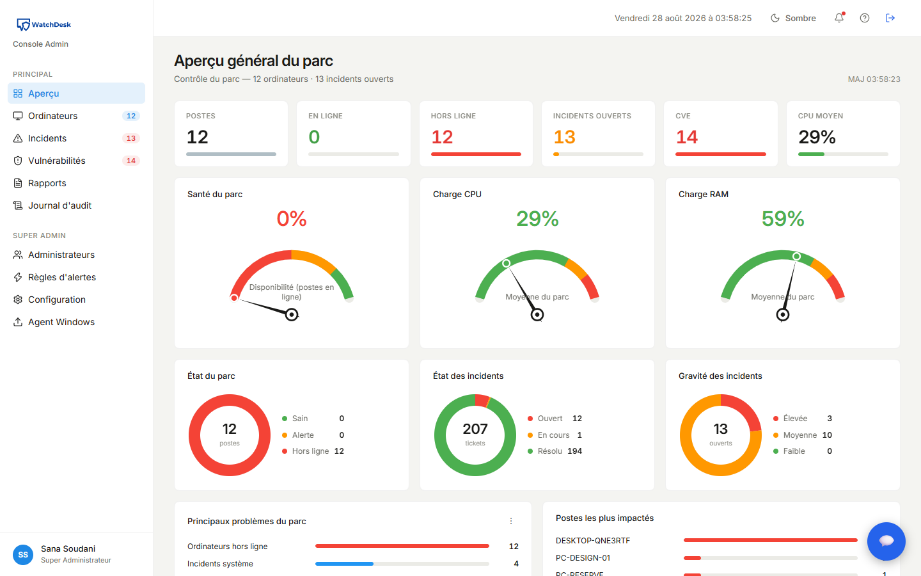 WatchDesk
Console Admin
Vendredi 28 août 2026 à 03:58:25
Sombre
PRINCIPAL
Aperçu
Ordinateurs 12
Incidents 13
Vulnérabilités 14
Rapports
Journal d'audit
SUPER ADMIN
Administrateurs
Règles d'alertes
Configuration
Agent Windows
SS
Sana Soudani
Super Administrateur
Aperçu général du parc
Contrôle du parc — 12 ordinateurs · 13 incidents ouverts
MAJ 03:58:23
POSTES
12
EN LIGNE
0
HORS LIGNE
12
INCIDENTS OUVERTS
13
CVE
14
CPU MOYEN
29%
Santé du parc
0%
Disponibilité (postes en
ligne)
Charge CPU
29%
Moyenne du parc
Charge RAM
59%
Moyenne du parc
État du parc
12
postes
Sain 0
Alerte 0
Hors ligne 12
État des incidents
207
tickets
Ouvert 12
En cours 1
Résolu 194
Gravité des incidents
13
ouverts
Élevée 3
Moyenne 10
Faible 0
Principaux problèmes du parc
Ordinateurs hors ligne 12
Incidents système 4
Postes les plus impactés
DESKTOP-QNE3RTF
PC-DESIGN-01
PC-RESERVE 1